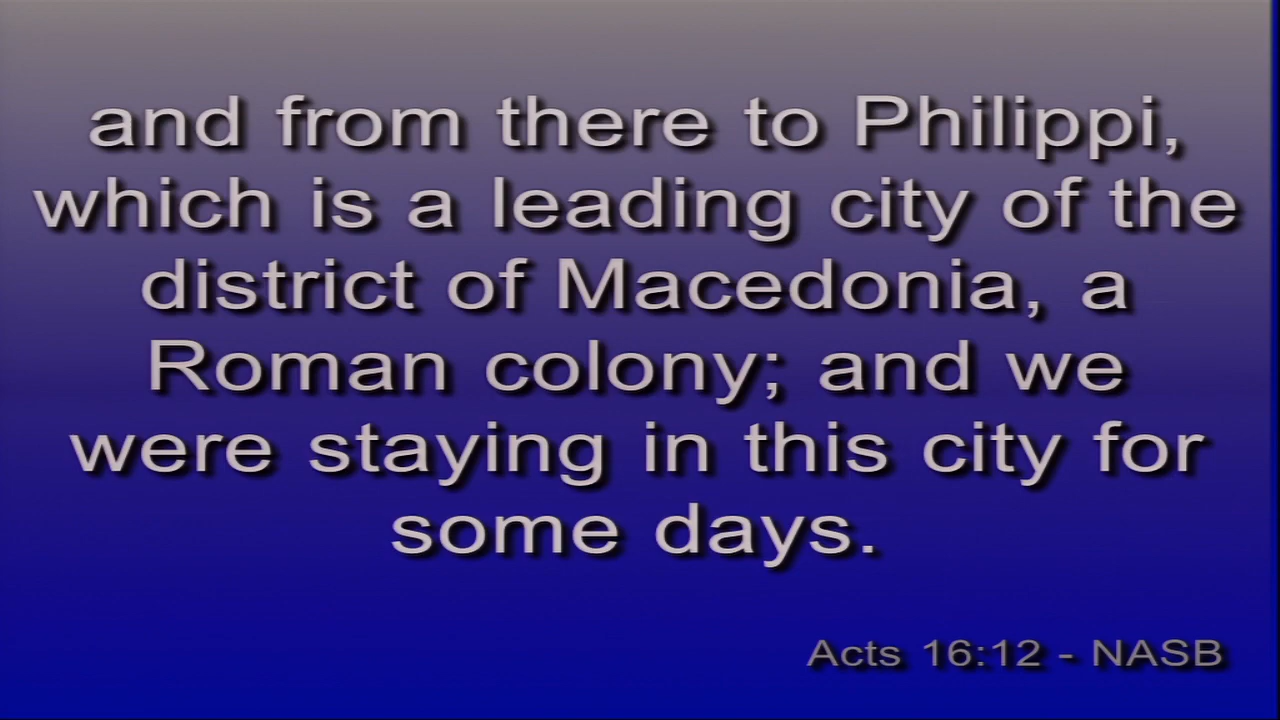 and from there to Philippi,
which is a leading city of the
district of Macedonia, a
Roman colony; and we
were staying in this city for
some days.
Acts 16:12 - NASB